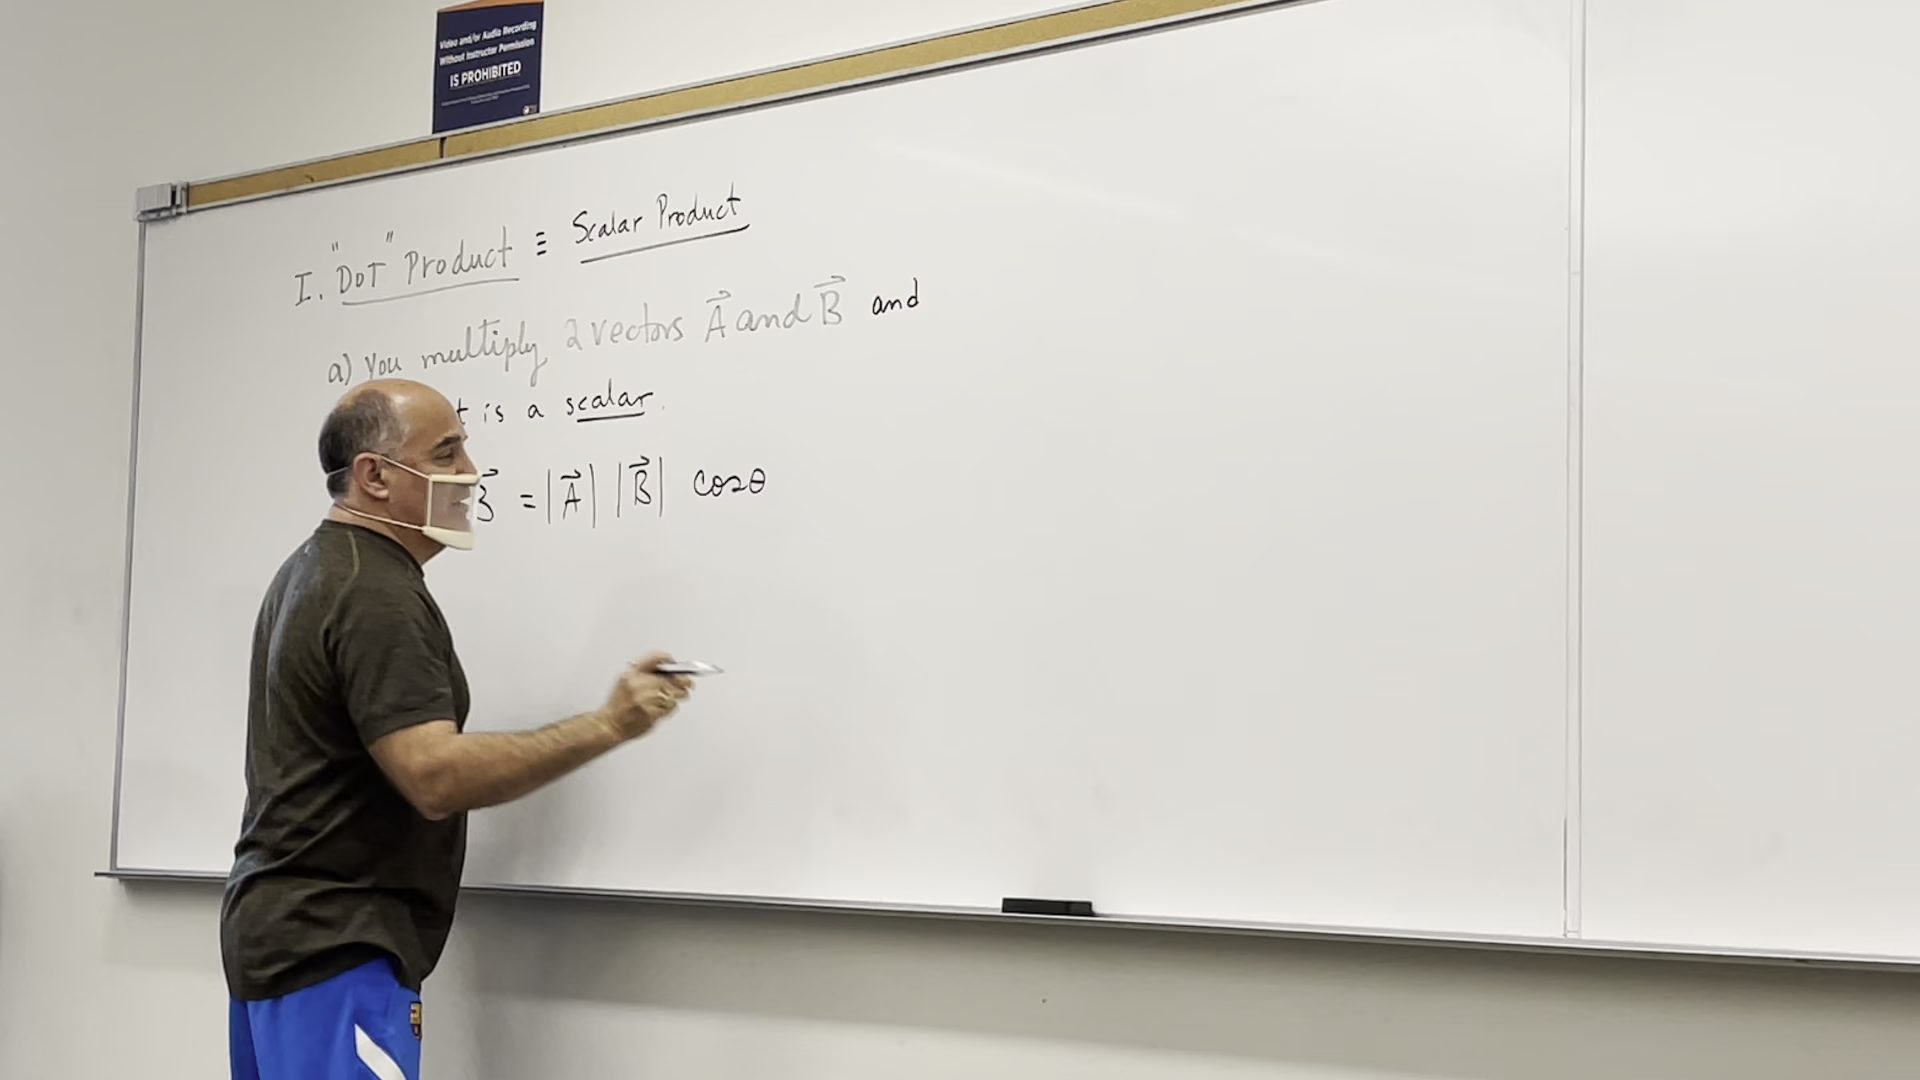 Video and/or Audio Recording
Without Instructor Permission
IS PROHIBITED
I. "DOT" Product ≡ Scalar Product
a) You multiply 2 vectors A⃗ and B⃗ and
t is a scalar.
B⃗ = |A⃗| |B⃗| cosθ